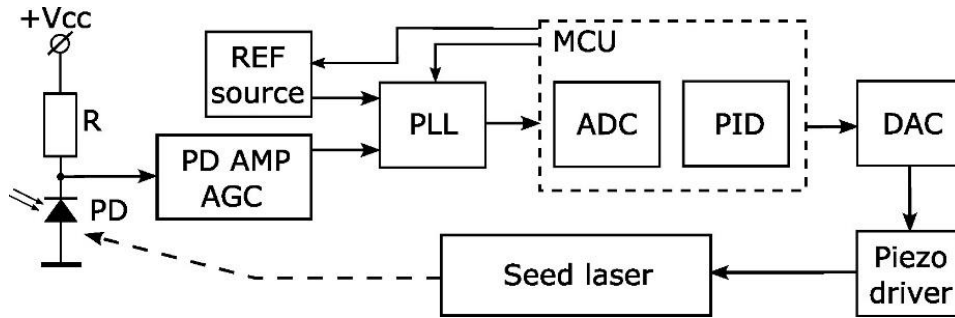 +Vcc
R
PD
REF
source
PD AMP
AGC
PLL
MCU
ADC
PID
DAC
Seed laser
Piezo
driver